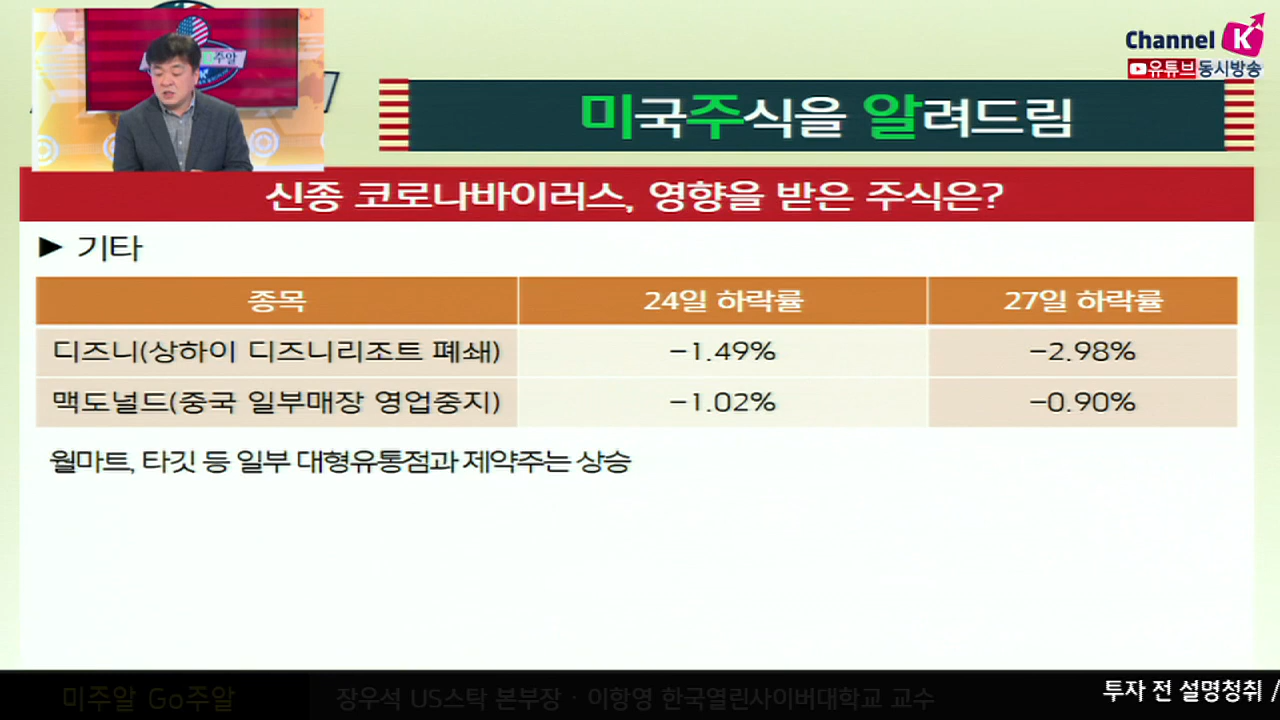 Channel K
유튜브동시방송
주알
미국주식을 알려드림
신종 코로나바이러스, 영향을 받은 주식은?
▶ 기타
종목 24일 하락률 27일 하락률
디즈니(상하이 디즈니리조트 폐쇄) -1.49% -2.98%
맥도널드(중국 일부매장 영업중지) -1.02% -0.90%
월마트, 타깃 등 일부 대형유통점과 제약주는 상승
미주알 Go주알 장우석 US스탁 본부장 · 이항영 한국열린사이버대학교 교수
투자 전 설명청취 /